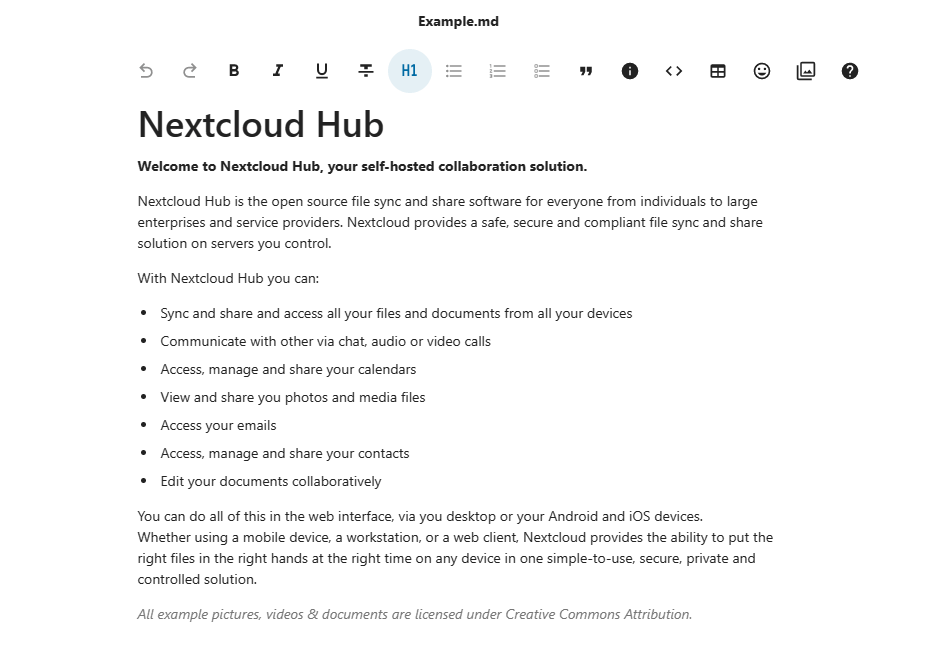 Example.md
B I U H1
Nextcloud Hub
Welcome to Nextcloud Hub, your self-hosted collaboration solution.
Nextcloud Hub is the open source file sync and share software for everyone from individuals to large
enterprises and service providers. Nextcloud provides a safe, secure and compliant file sync and share
solution on servers you control.
With Nextcloud Hub you can:
• Sync and share and access all your files and documents from all your devices
• Communicate with other via chat, audio or video calls
• Access, manage and share your calendars
• View and share you photos and media files
• Access your emails
• Access, manage and share your contacts
• Edit your documents collaboratively
You can do all of this in the web interface, via you desktop or your Android and iOS devices.
Whether using a mobile device, a workstation, or a web client, Nextcloud provides the ability to put the
right files in the right hands at the right time on any device in one simple-to-use, secure, private and
controlled solution.
All example pictures, videos & documents are licensed under Creative Commons Attribution.